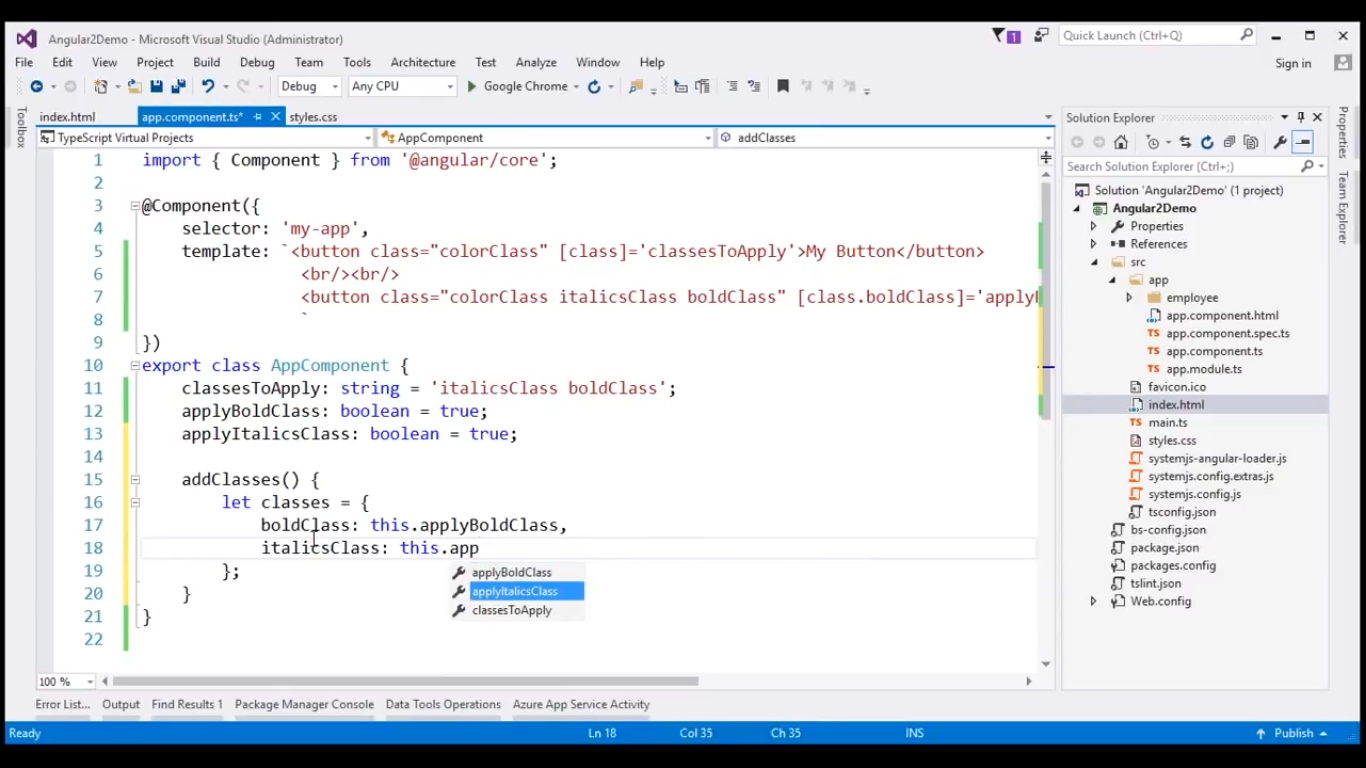 Angular2Demo - Microsoft Visual Studio (Administrator)
1
Quick Launch (Ctrl+Q)
File Edit View Project Build Debug Team Tools Architecture Test Analyze Window Help
Sign in
Debug Any CPU Google Chrome
Toolbox
index.html app.component.ts* styles.css
TypeScript Virtual Projects AppComponent addClasses
1 import { Component } from '@angular/core';
2
3 @Component({
4 selector: 'my-app',
5 template: `<button class="colorClass" [class]='classesToApply'>My Button</button>
6 <br/><br/>
7 <button class="colorClass italicsClass boldClass" [class.boldClass]='apply
8 `
9 })
10 export class AppComponent {
11 classesToApply: string = 'italicsClass boldClass';
12 applyBoldClass: boolean = true;
13 applyItalicsClass: boolean = true;
14
15 addClasses() {
16 let classes = {
17 boldClass: this.applyBoldClass,
18 italicsClass: this.app
19 };
20 }
21 }
22
applyBoldClass
applyItalicsClass
classesToApply
100 %
Solution Explorer
Search Solution Explorer (Ctrl+;)
Solution 'Angular2Demo' (1 project)
Angular2Demo
Properties
References
src
app
employee
app.component.html
app.component.spec.ts
app.component.ts
app.module.ts
favicon.ico
index.html
main.ts
styles.css
systemjs-angular-loader.js
systemjs.config.extras.js
systemjs.config.js
tsconfig.json
bs-config.json
package.json
packages.config
tslint.json
Web.config
Properties
Team Explorer
Error List... Output Find Results 1 Package Manager Console Data Tools Operations Azure App Service Activity
Ready Ln 18 Col 35 Ch 35 INS Publish